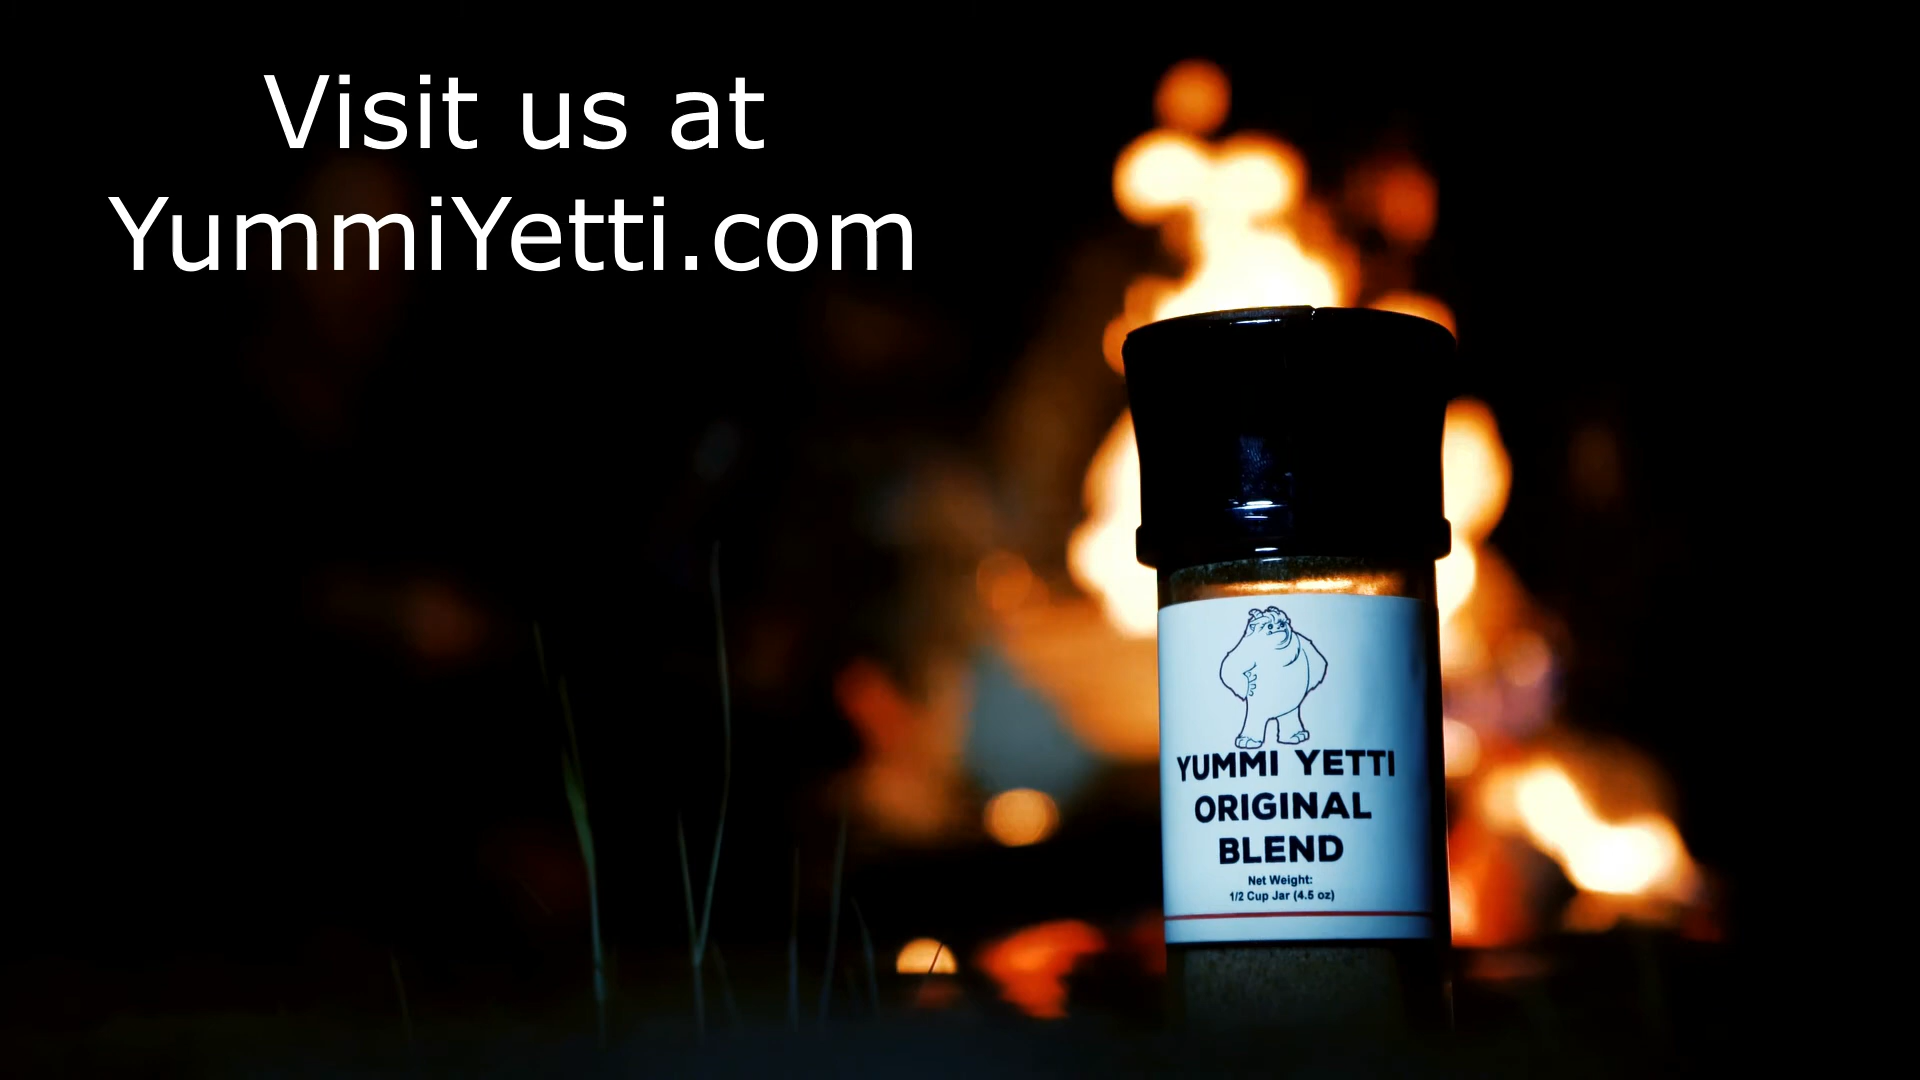 Visit us at
YummiYetti.com
YUMMI YETTI
ORIGINAL
BLEND
Net Weight:
1/2 Cup Jar (4.5 oz)